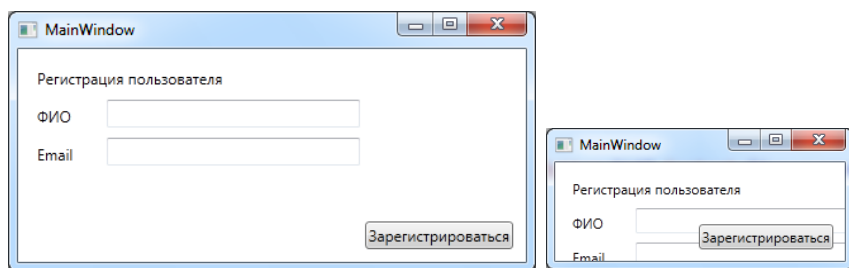 MainWindow
Регистрация пользователя
ФИО
Email
Зарегистрироваться
MainWindow
Регистрация пользователя
ФИО
Зарегистрироваться
Email